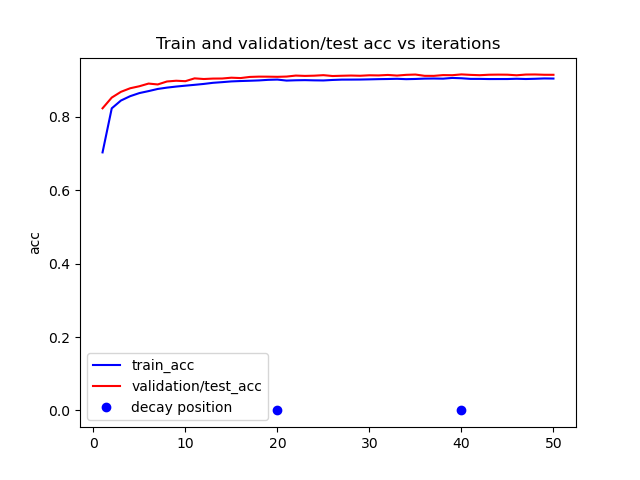 Train and validation/test acc vs iterations
acc
0.8
0.6
0.4
0.2
0.0
train_acc
validation/test_acc
decay position
0 10 20 30 40 50